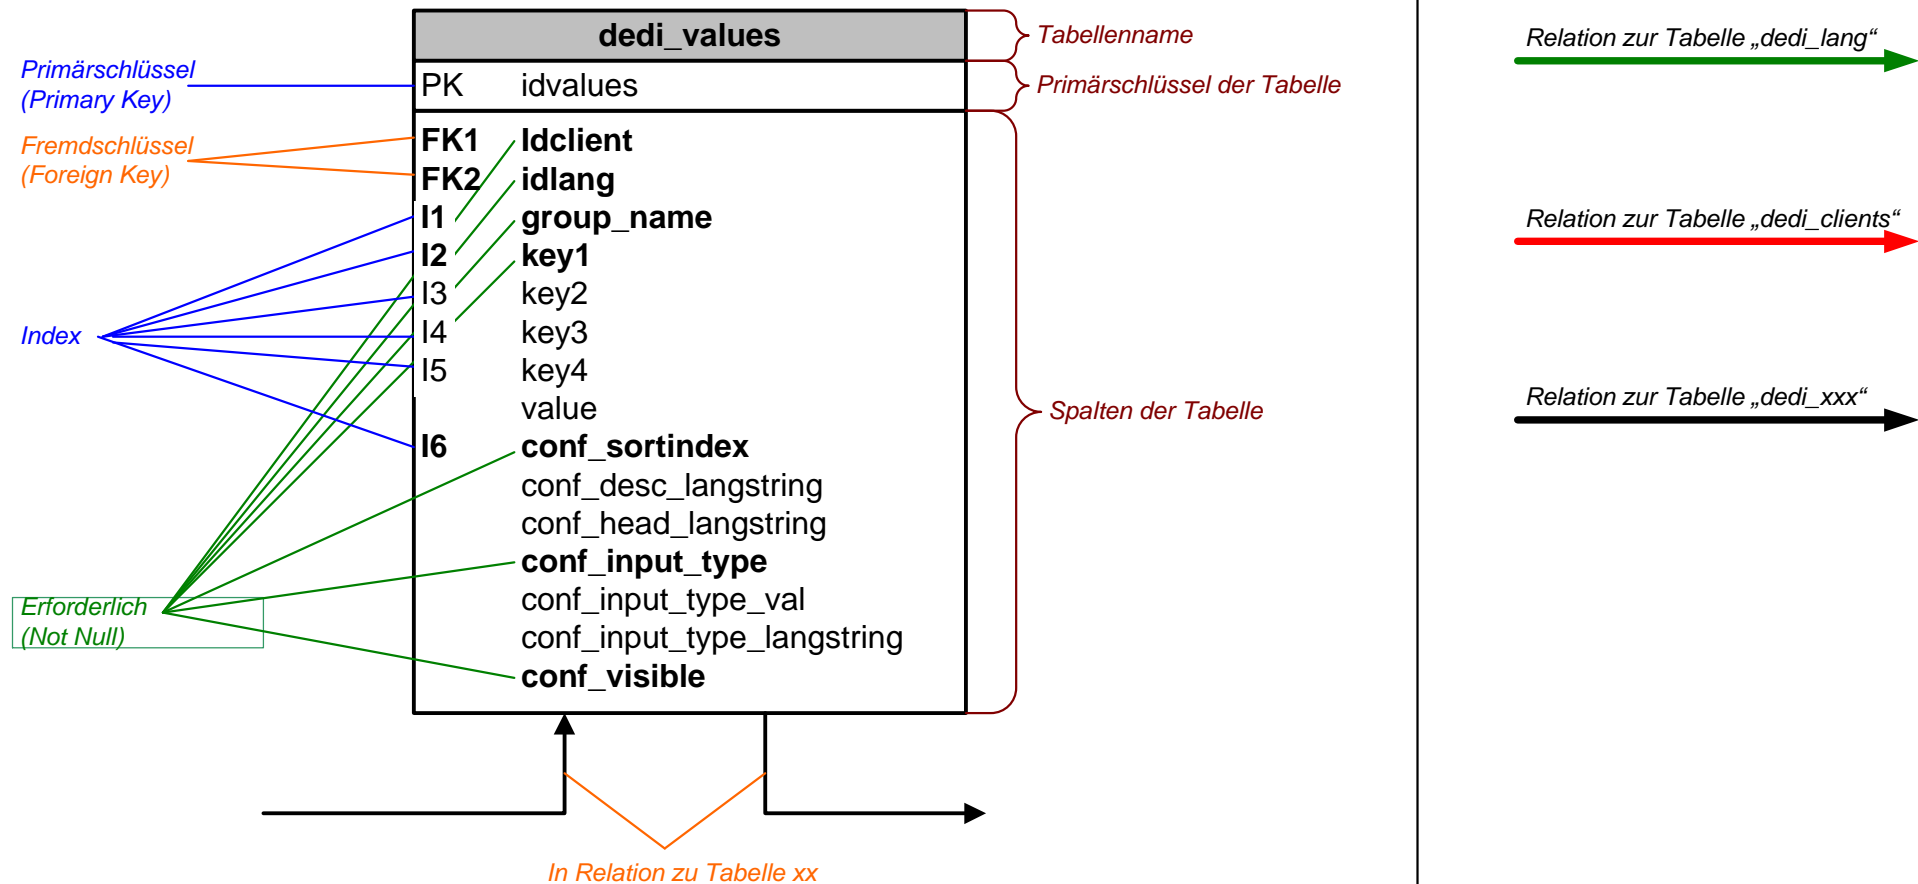 dedi_values
Tabellenname
Relation zur Tabelle „dedi_lang“
Primärschlüssel
(Primary Key)
PK idvalues
Primärschlüssel der Tabelle
Fremdschlüssel
(Foreign Key)
FK1 Idclient
FK2 idlang
I1 group_name
Relation zur Tabelle „dedi_clients“
I2 key1
I3 key2
I4 key3
Index
I5 key4
value
Spalten der Tabelle
Relation zur Tabelle „dedi_xxx“
I6 conf_sortindex
conf_desc_langstring
conf_head_langstring
conf_input_type
conf_input_type_val
Erforderlich
(Not Null)
conf_input_type_langstring
conf_visible
In Relation zu Tabelle xx